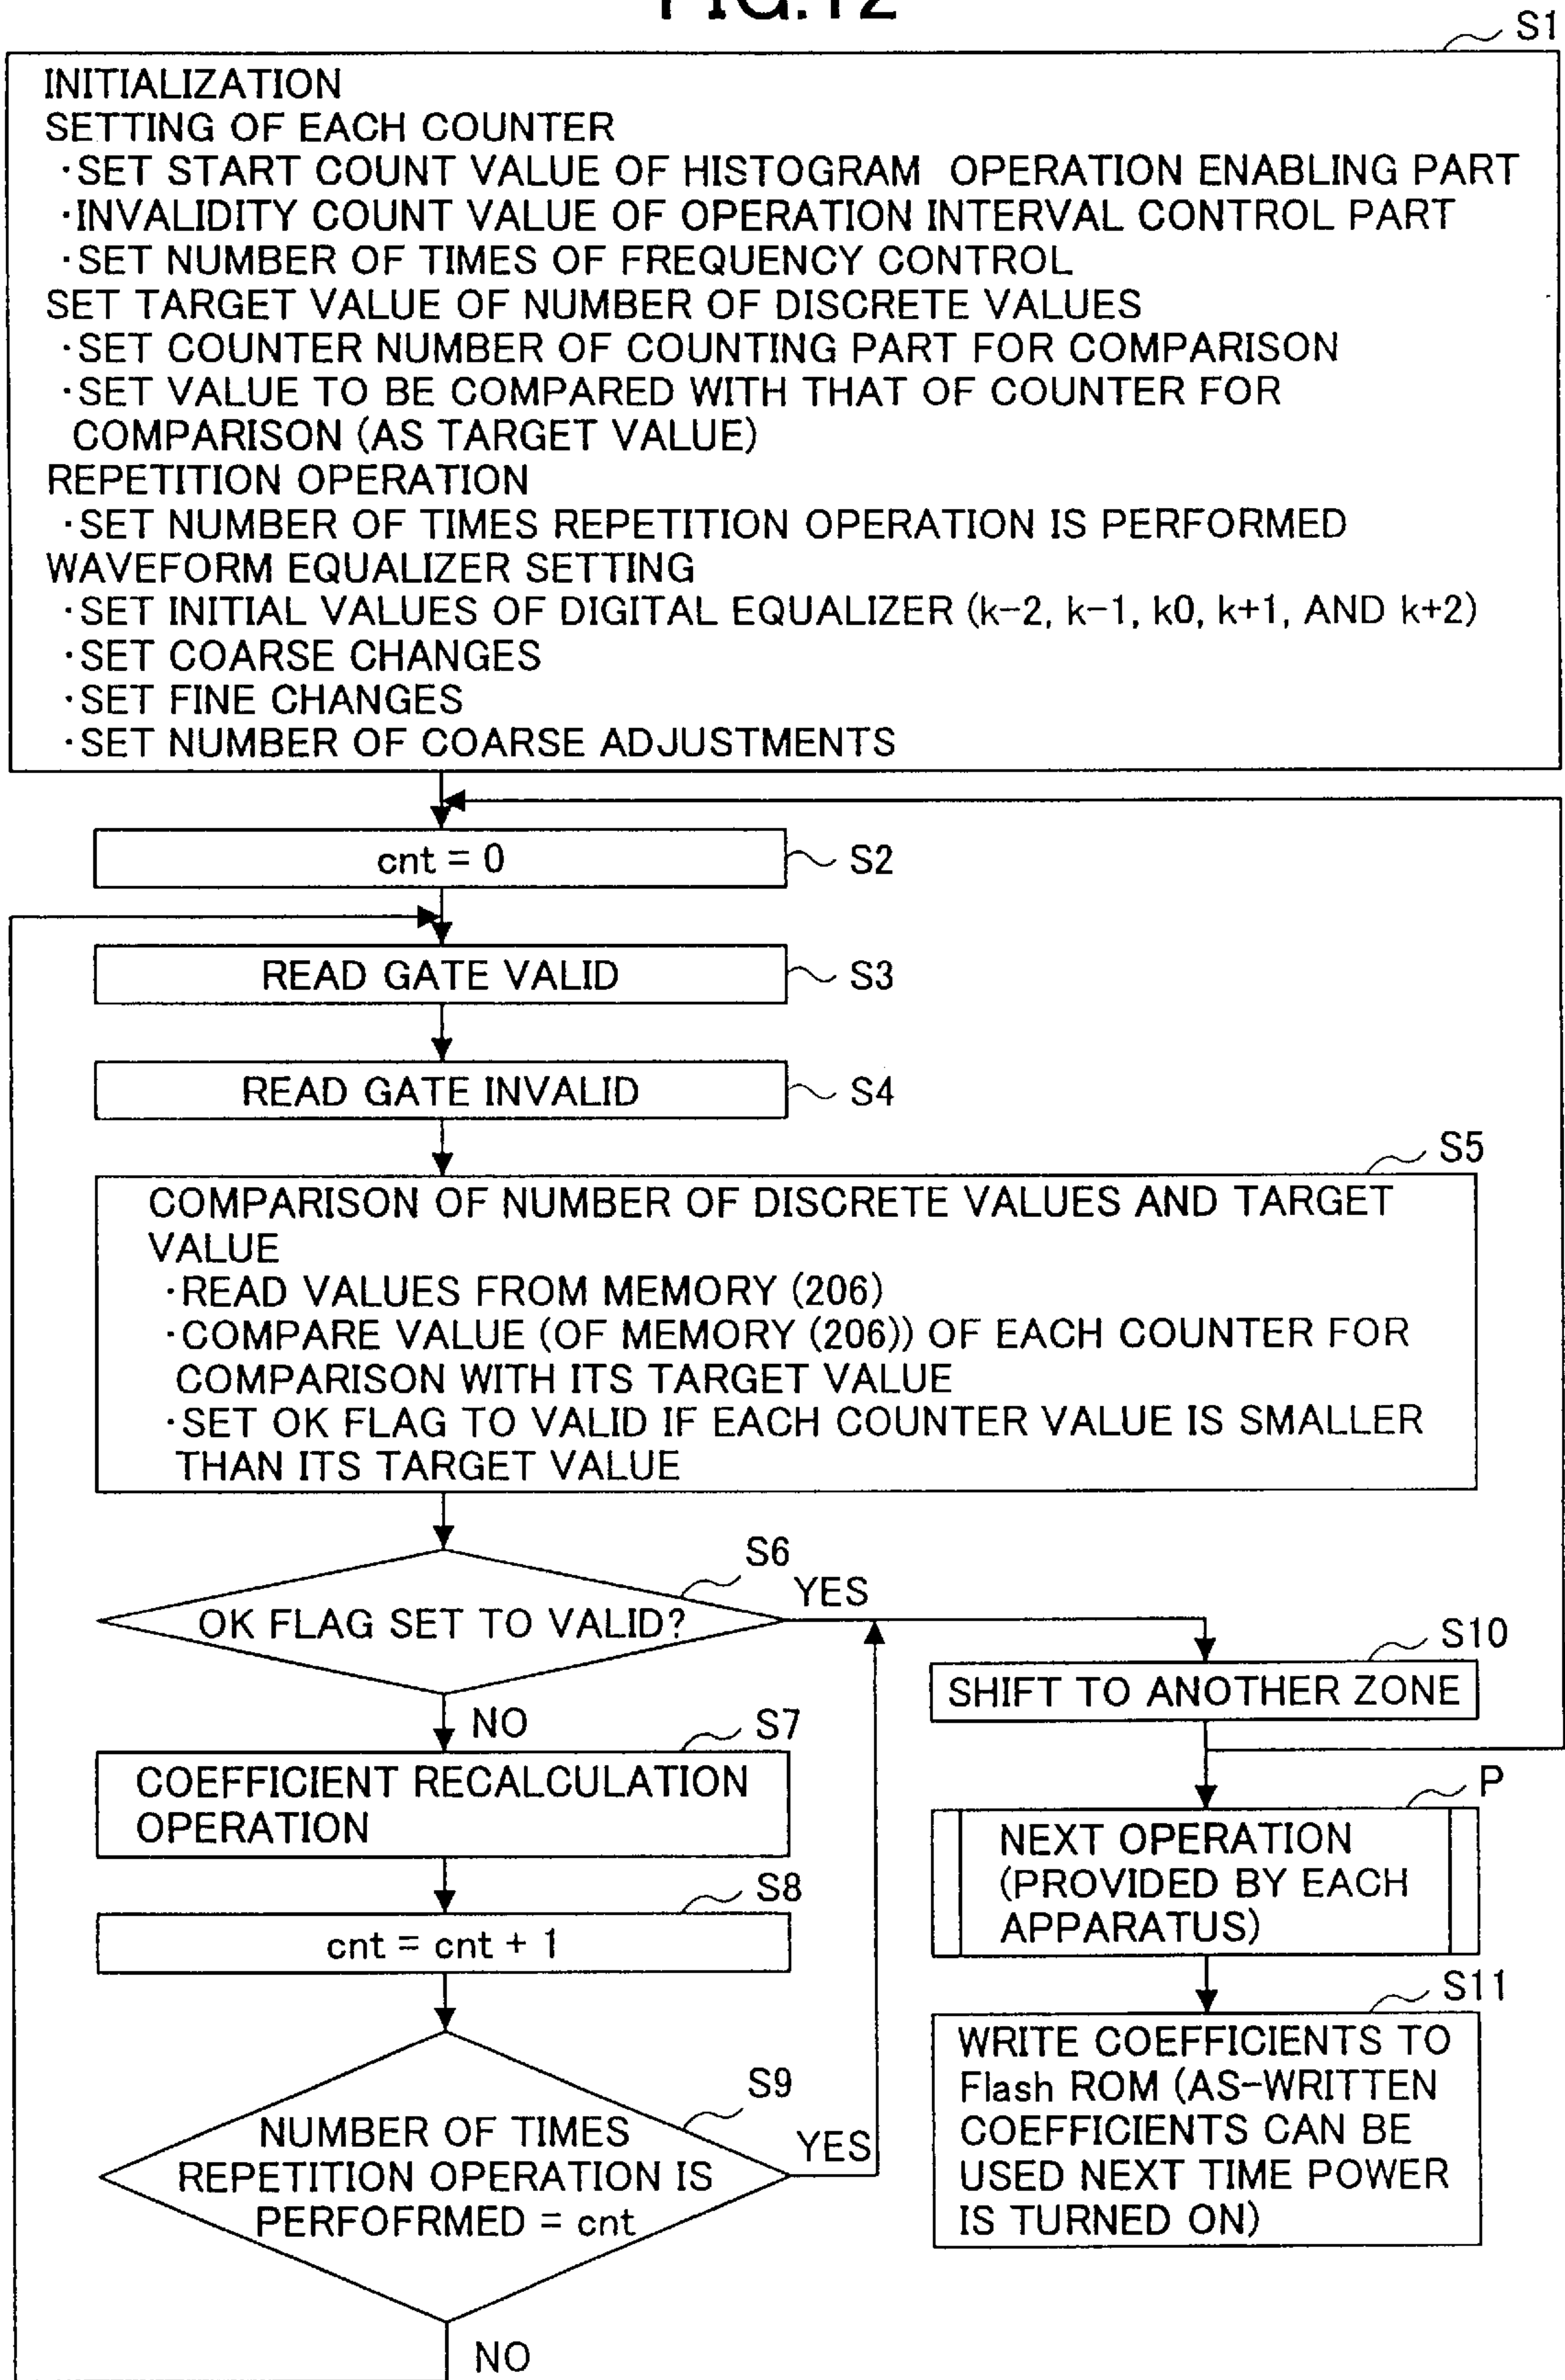 FIG.12
S1
INITIALIZATION
SETTING OF EACH COUNTER
·SET START COUNT VALUE OF HISTOGRAM OPERATION ENABLING PART
·INVALIDITY COUNT VALUE OF OPERATION INTERVAL CONTROL PART
·SET NUMBER OF TIMES OF FREQUENCY CONTROL
SET TARGET VALUE OF NUMBER OF DISCRETE VALUES
·SET COUNTER NUMBER OF COUNTING PART FOR COMPARISON
·SET VALUE TO BE COMPARED WITH THAT OF COUNTER FOR
COMPARISON (AS TARGET VALUE)
REPETITION OPERATION
·SET NUMBER OF TIMES REPETITION OPERATION IS PERFORMED
WAVEFORM EQUALIZER SETTING
·SET INITIAL VALUES OF DIGITAL EQUALIZER (k-2, k-1, k0, k+1, AND k+2)
·SET COARSE CHANGES
·SET FINE CHANGES
·SET NUMBER OF COARSE ADJUSTMENTS
cnt = 0
S2
READ GATE VALID
S3
READ GATE INVALID
S4
S5
COMPARISON OF NUMBER OF DISCRETE VALUES AND TARGET
VALUE
·READ VALUES FROM MEMORY (206)
·COMPARE VALUE (OF MEMORY (206)) OF EACH COUNTER FOR
COMPARISON WITH ITS TARGET VALUE
·SET OK FLAG TO VALID IF EACH COUNTER VALUE IS SMALLER
THAN ITS TARGET VALUE
S6
YES
OK FLAG SET TO VALID?
NO
S7
COEFFICIENT RECALCULATION
OPERATION
S8
cnt = cnt + 1
S9
NUMBER OF TIMES
REPETITION OPERATION IS
PERFOFRMED = cnt
YES
NO
S10
SHIFT TO ANOTHER ZONE
P
NEXT OPERATION
(PROVIDED BY EACH
APPARATUS)
S11
WRITE COEFFICIENTS TO
Flash ROM (AS-WRITTEN
COEFFICIENTS CAN BE
USED NEXT TIME POWER
IS TURNED ON)